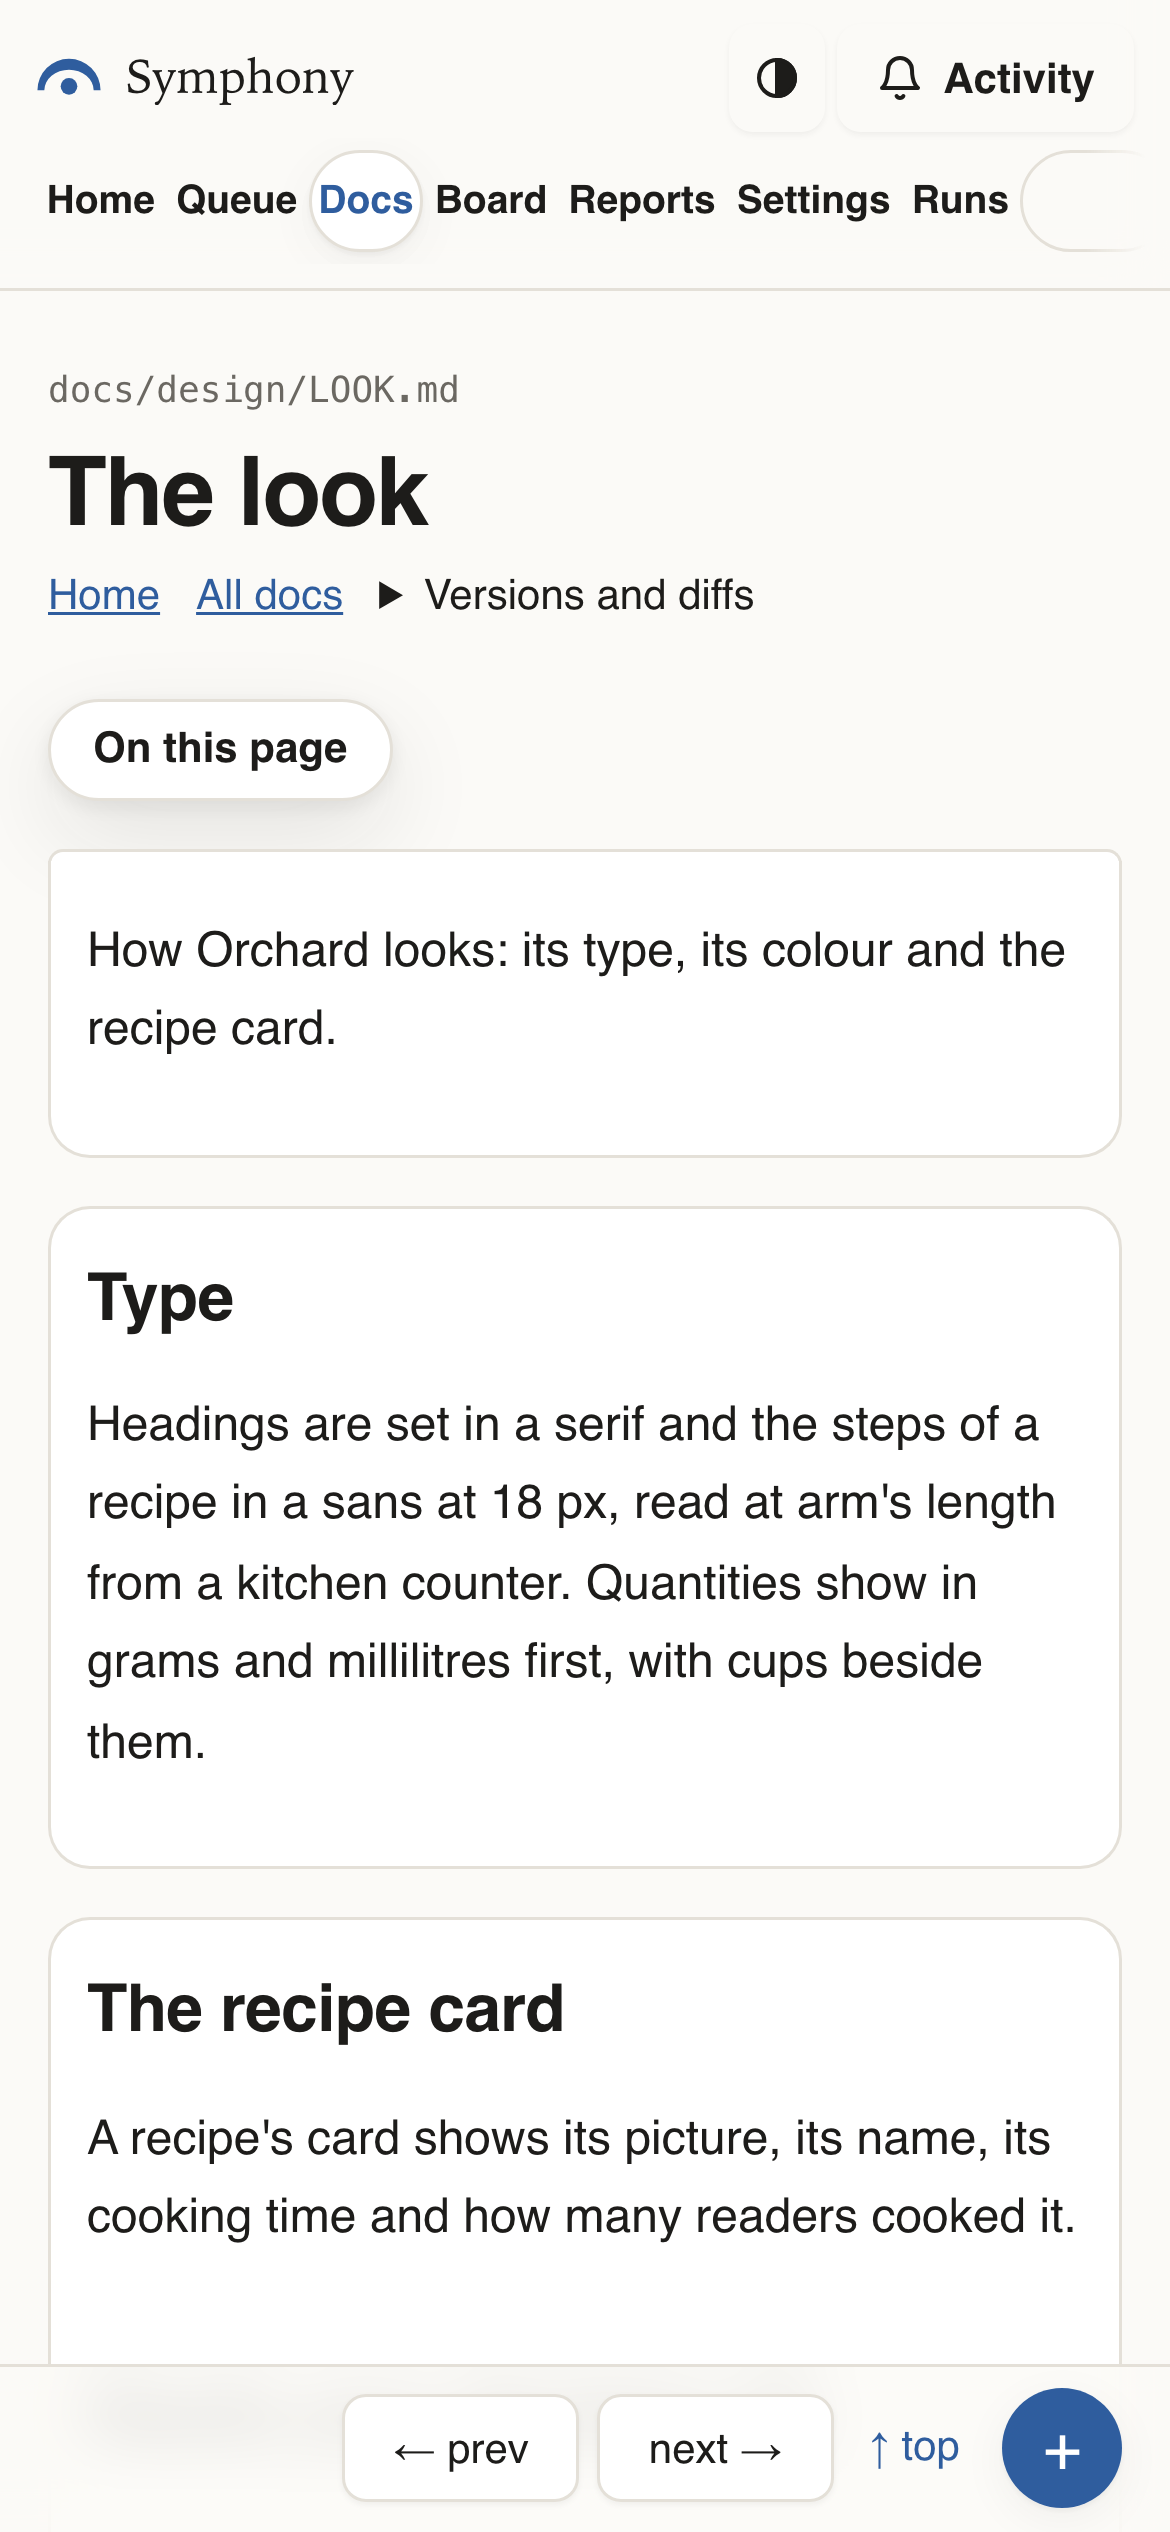 Symphony
Activity
Home Queue Docs Board Reports Settings Runs
docs/design/LOOK.md
The look
Home All docs ▶ Versions and diffs
On this page
How Orchard looks: its type, its colour and the
recipe card.
Type
Headings are set in a serif and the steps of a
recipe in a sans at 18 px, read at arm's length
from a kitchen counter. Quantities show in
grams and millilitres first, with cups beside
them.
The recipe card
A recipe's card shows its picture, its name, its
cooking time and how many readers cooked it.
← prev next → ↑ top +